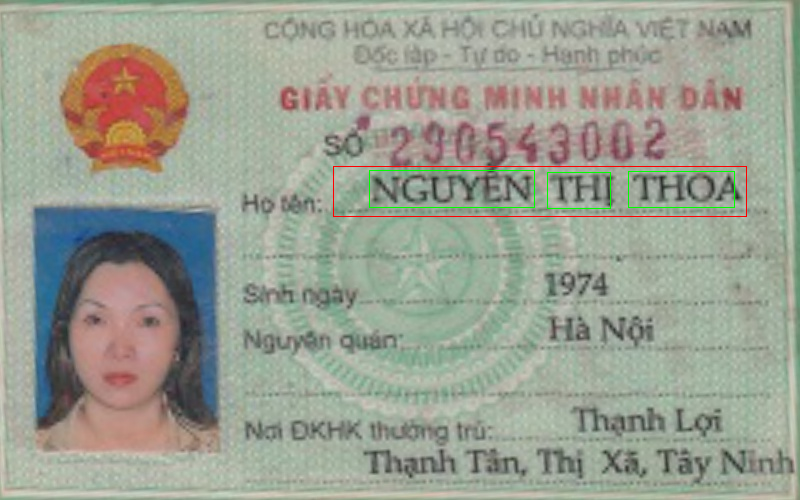 CỘNG HÒA XÃ HỘI CHỦ NGHĨA VIỆT NAM
Độc lập - Tự do - Hạnh phúc
GIẤY CHỨNG MINH NHÂN DÂN
SỐ 290543002
Họ tên: NGUYỄN THỊ THOA
Sinh ngày 1974
Nguyên quán: Hà Nội
Nơi ĐKHK thường trú: Thạnh Lợi
Thạnh Tân, Thị Xã, Tây Ninh
VIỆT NAM